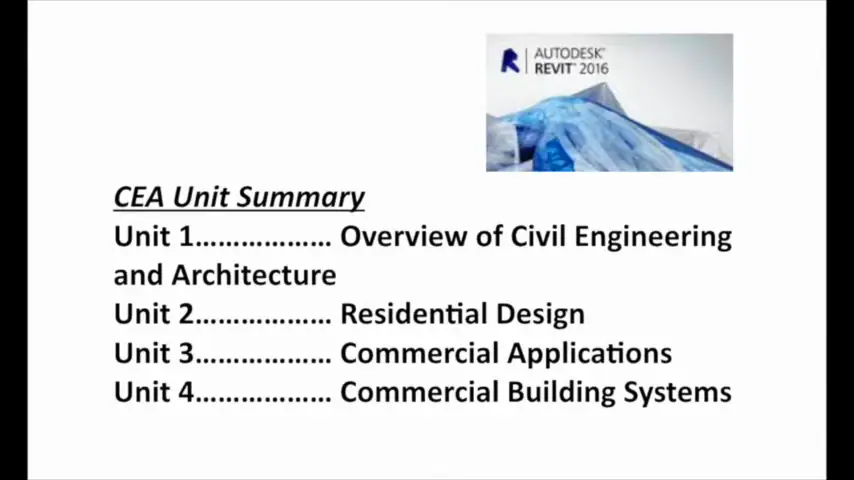 AUTODESK®
REVIT® 2016
CEA Unit Summary
Unit 1.................. Overview of Civil Engineering
and Architecture
Unit 2.................. Residential Design
Unit 3.................. Commercial Applications
Unit 4.................. Commercial Building Systems